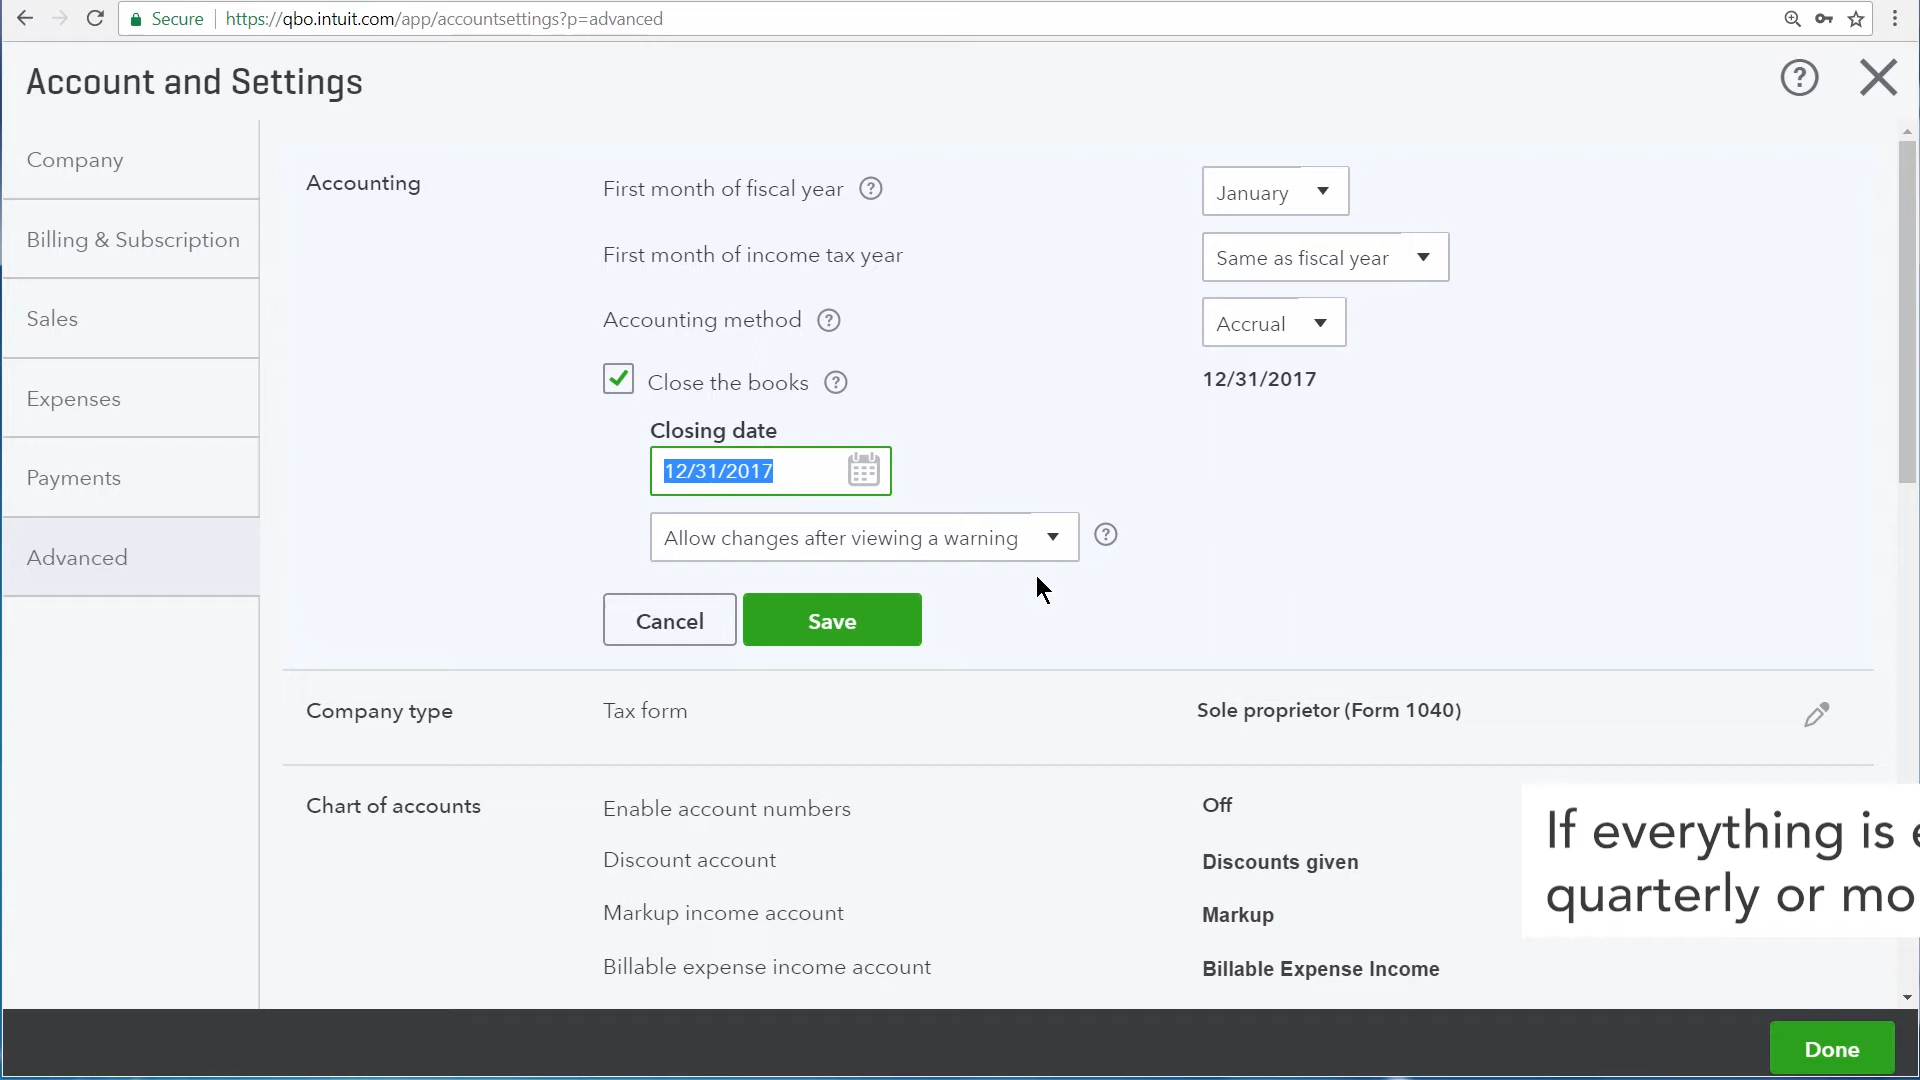 Secure https://qbo.intuit.com/app/accountsettings?p=advanced
Account and Settings
Company
Billing & Subscription
Sales
Expenses
Payments
Advanced
Accounting
First month of fiscal year ? January
First month of income tax year Same as fiscal year
Accounting method ? Accrual
Close the books ? 12/31/2017
Closing date
12/31/2017
Allow changes after viewing a warning ?
Cancel Save
Company type Tax form Sole proprietor (Form 1040)
Chart of accounts Enable account numbers Off
Discount account Discounts given
Markup income account Markup
Billable expense income account Billable Expense Income
If everything is
quarterly or
Done